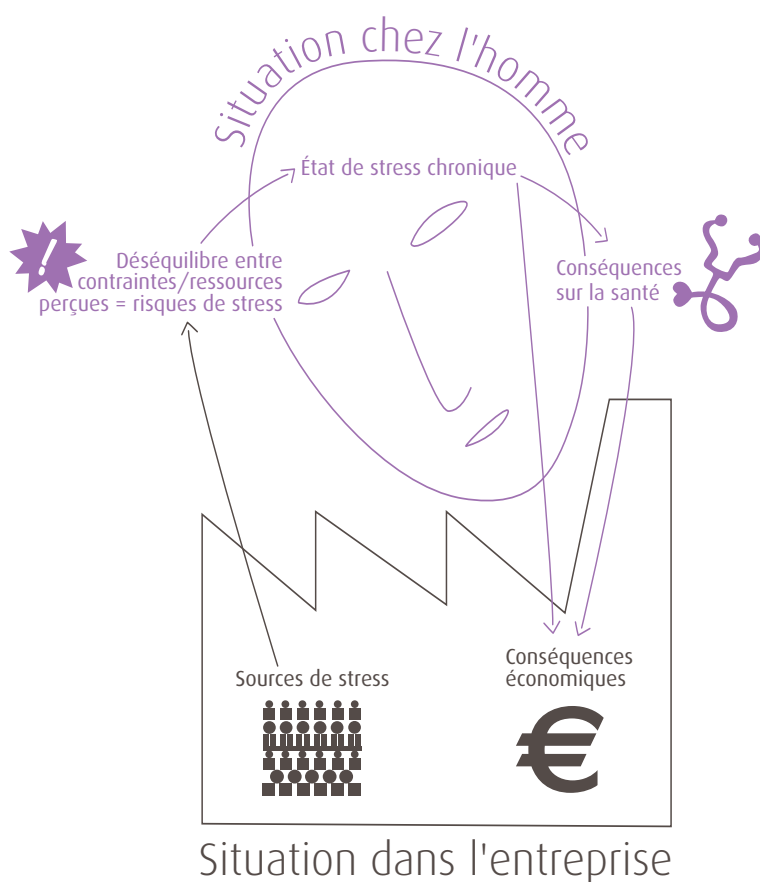 Situation chez l'homme
État de stress chronique
Déséquilibre entre
contraintes/ressources
perçues = risques de stress
Conséquences
sur la santé
Sources de stress
Conséquences
économiques
Situation dans l'entreprise